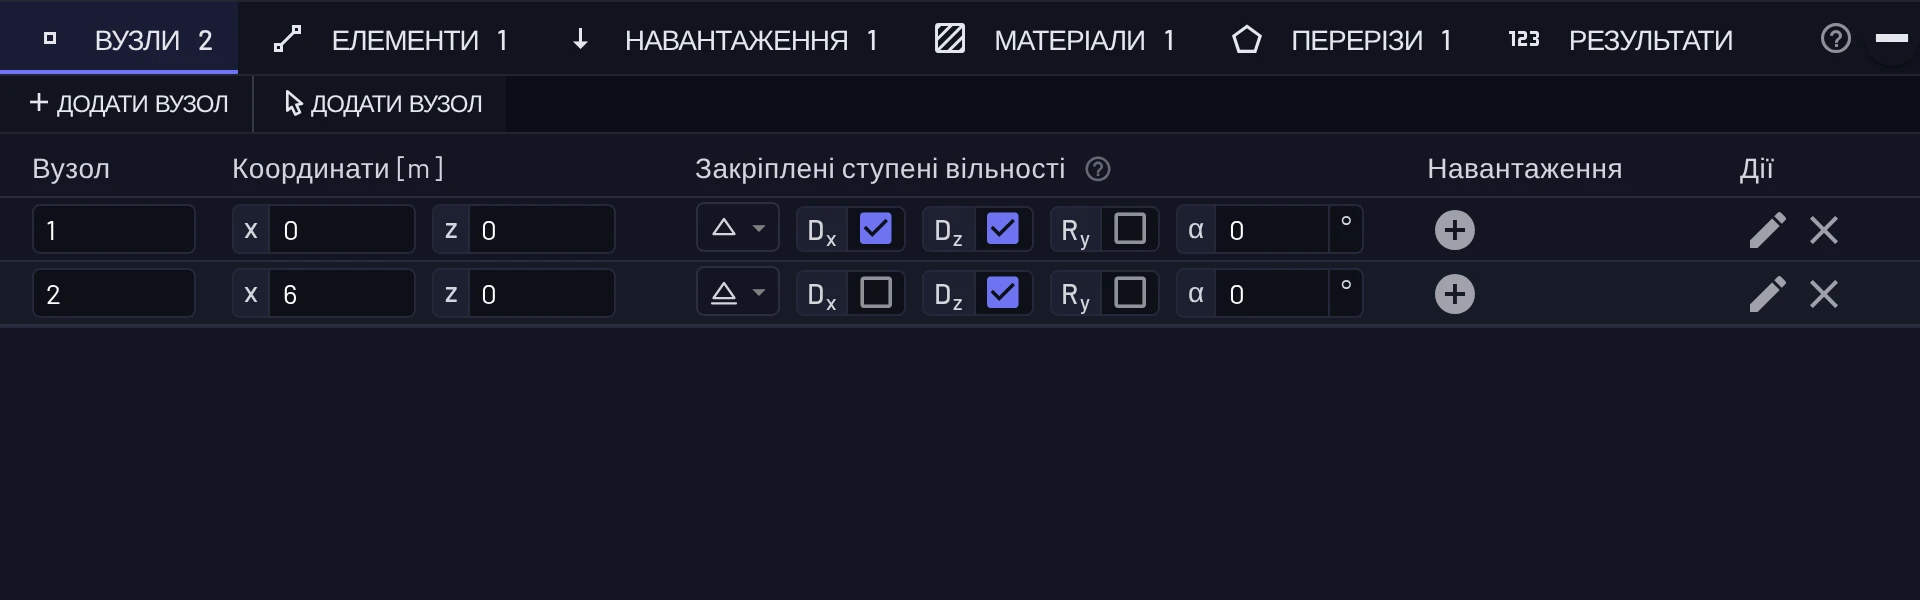 ВУЗЛИ 2 ЕЛЕМЕНТИ 1 НАВАНТАЖЕННЯ 1 МАТЕРІАЛИ 1 ПЕРЕРІЗИ 1 123 РЕЗУЛЬТАТИ ?
+ ДОДАТИ ВУЗОЛ ДОДАТИ ВУЗОЛ
Вузол Координати [m] Закріплені ступені вільності ? Навантаження Дії
1 x 0 z 0 Dx Dz Ry α 0 °
2 x 6 z 0 Dx Dz Ry α 0 °